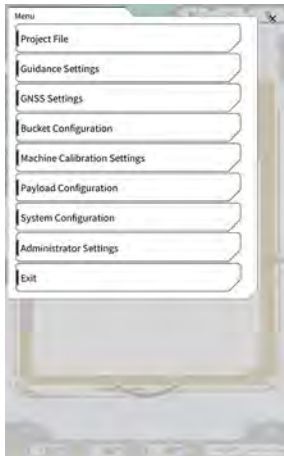 Menu
Project File
Guidance Settings
GNSS Settings
Bucket Configuration
Machine Calibration Settings
Payload Configuration
System Configuration
Administrator Settings
Exit